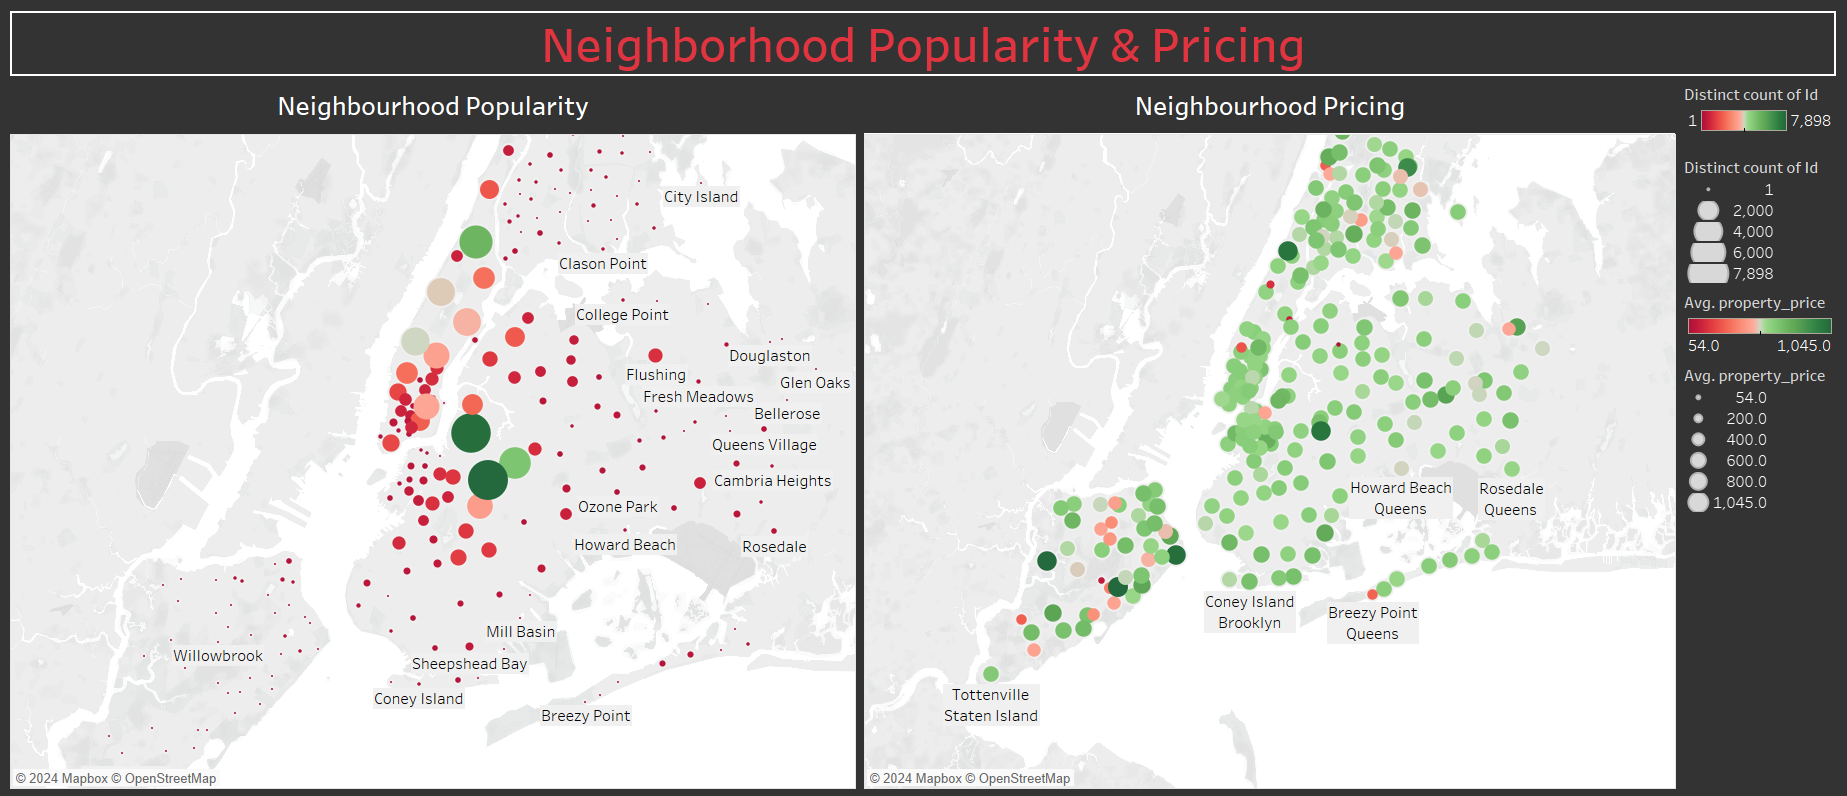 Neighborhood Popularity & Pricing
Neighbourhood Popularity
City Island
Clason Point
College Point
Douglaston
Flushing
Glen Oaks
Fresh Meadows
Bellerose
Queens Village
Cambria Heights
Ozone Park
Howard Beach
Rosedale
Mill Basin
Willowbrook
Sheepshead Bay
Coney Island
Breezy Point
© 2024 Mapbox © OpenStreetMap
Neighbourhood Pricing
Howard Beach
Queens
Rosedale
Queens
Coney Island
Brooklyn
Breezy Point
Queens
Tottenville
Staten Island
© 2024 Mapbox © OpenStreetMap
Distinct count of Id
1 7,898
Distinct count of Id
1
2,000
4,000
6,000
7,898
Avg. property_price
54.0 1,045.0
Avg. property_price
54.0
200.0
400.0
600.0
800.0
1,045.0